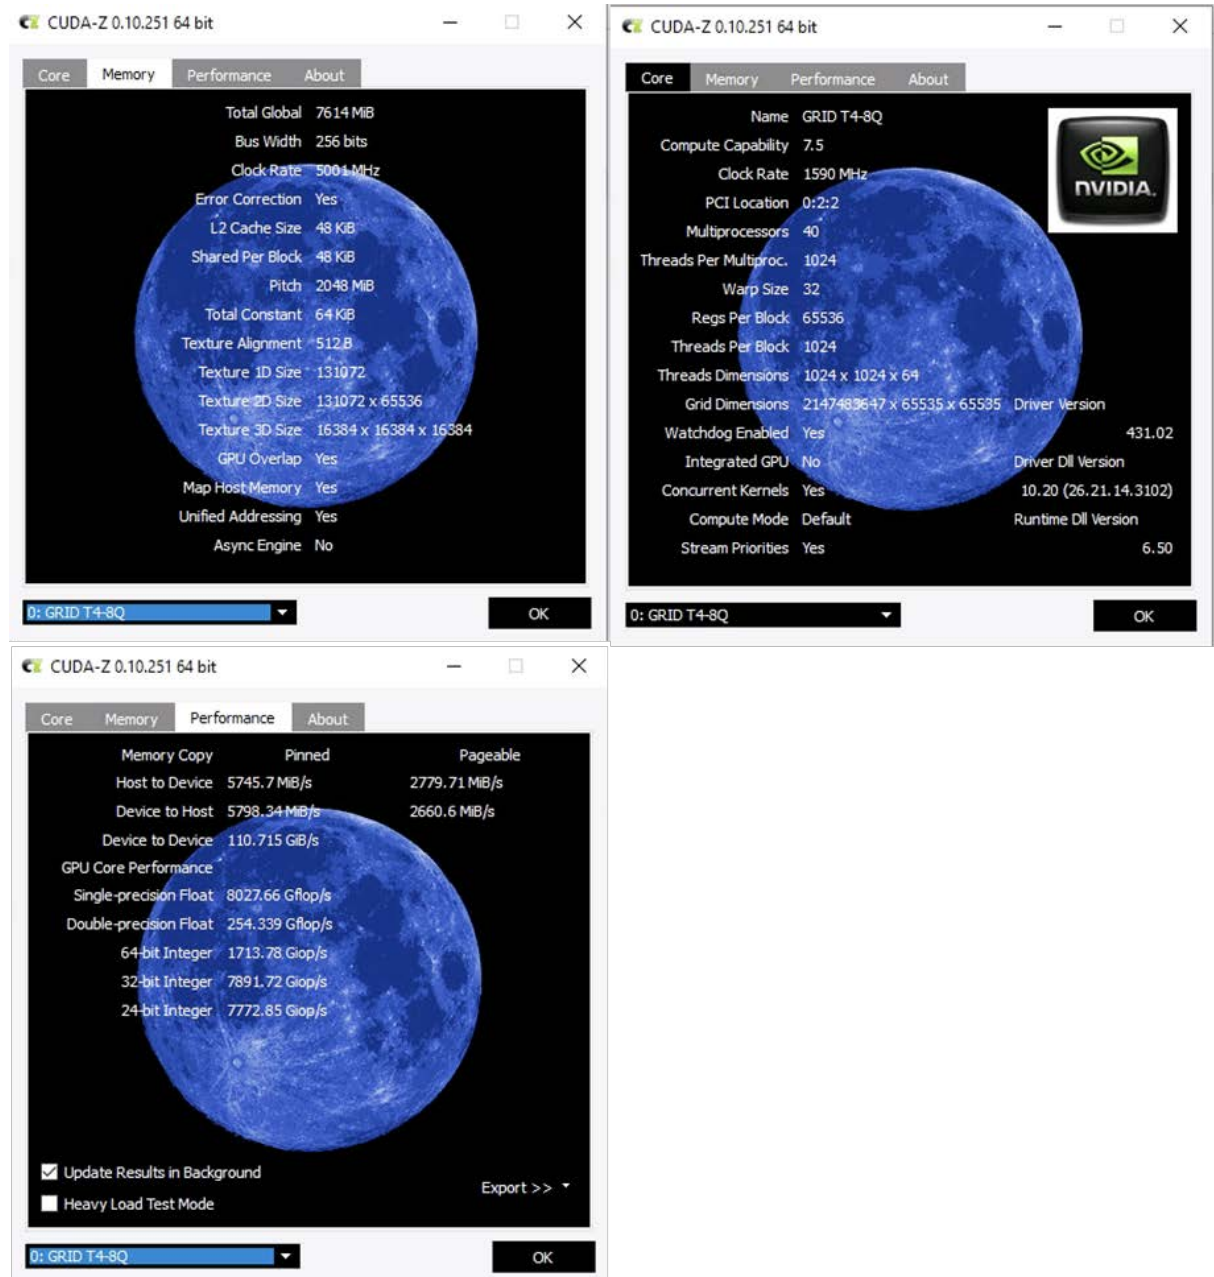 CUDA-Z 0.10.251 64 bit
Core Memory Performance About
Total Global 7614 MiB
Bus Width 256 bits
Clock Rate 5001 MHz
Error Correction Yes
L2 Cache Size 48 KiB
Shared Per Block 48 KiB
Pitch 2048 MiB
Total Constant 64 KiB
Texture Alignment 512 B
Texture 1D Size 131072
Texture 2D Size 131072 x 65536
Texture 3D Size 16384 x 16384 x 16384
GPU Overlap Yes
Map Host Memory Yes
Unified Addressing Yes
Async Engine No
0: GRID T4-8Q OK
CUDA-Z 0.10.251 64 bit
Core Memory Performance About
Name GRID T4-8Q
Compute Capability 7.5
Clock Rate 1590 MHz
PCI Location 0:2:2
Multiprocessors 40
Threads Per Multiproc. 1024
Warp Size 32
Regs Per Block 65536
Threads Per Block 1024
Threads Dimensions 1024 x 1024 x 64
Grid Dimensions 2147483647 x 65535 x 65535 Driver Version
Watchdog Enabled Yes 431.02
Integrated GPU No Driver Dll Version
Concurrent Kernels Yes 10.20 (26.21.14.3102)
Compute Mode Default Runtime Dll Version
Stream Priorities Yes 6.50
NVIDIA.
0: GRID T4-8Q OK
CUDA-Z 0.10.251 64 bit
Core Memory Performance About
Memory Copy Pinned Pageable
Host to Device 5745.7 MiB/s 2779.71 MiB/s
Device to Host 5798.34 MiB/s 2660.6 MiB/s
Device to Device 110.715 GiB/s
GPU Core Performance
Single-precision Float 8027.66 Gflop/s
Double-precision Float 254.339 Gflop/s
64-bit Integer 1713.78 Giop/s
32-bit Integer 7891.72 Giop/s
24-bit Integer 7772.85 Giop/s
Update Results in Background
Export >>
Heavy Load Test Mode
0: GRID T4-8Q OK